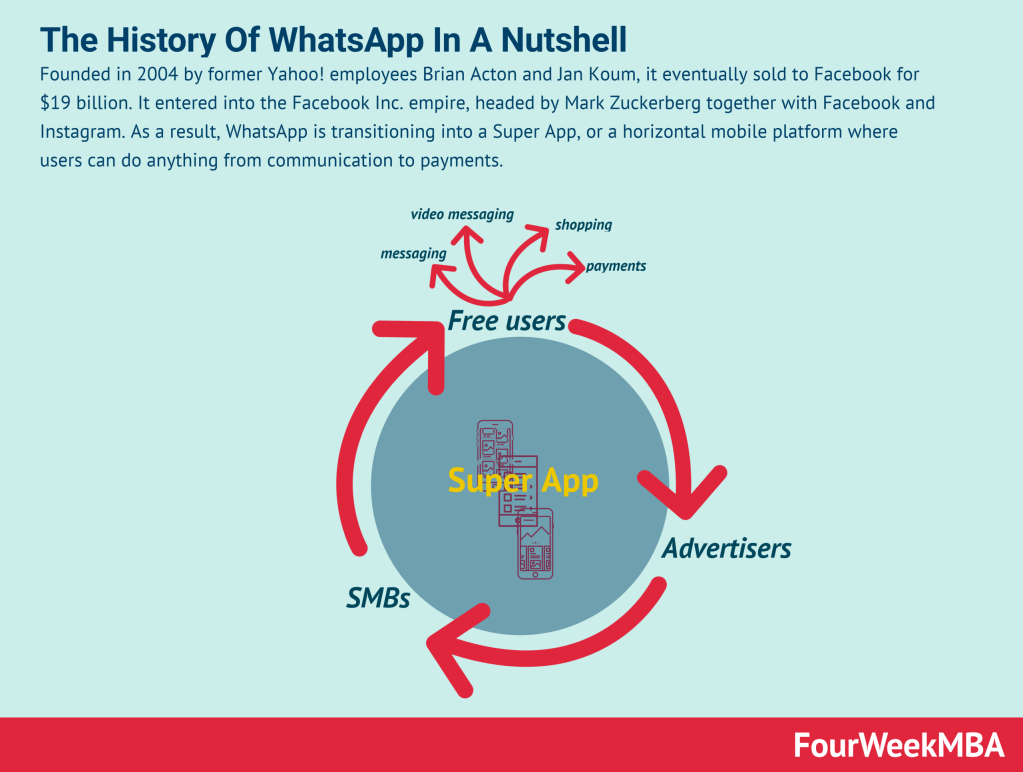 The History Of WhatsApp In A Nutshell
Founded in 2004 by former Yahoo! employees Brian Acton and Jan Koum, it eventually sold to Facebook for
$19 billion. It entered into the Facebook Inc. empire, headed by Mark Zuckerberg together with Facebook and
Instagram. As a result, WhatsApp is transitioning into a Super App, or a horizontal mobile platform where
users can do anything from communication to payments.
video messaging
shopping
messaging
payments
Free users
Super App
Advertisers
SMBs
FourWeekMBA